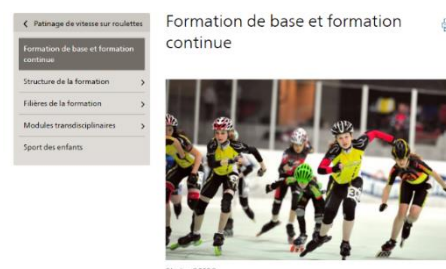 Patinage de vitesse sur roulettes
Formation de base et formation
continue
Structure de la formation
Filières de la formation
Modules transdisciplinaires
Sport des enfants
Formation de base et formation
continue